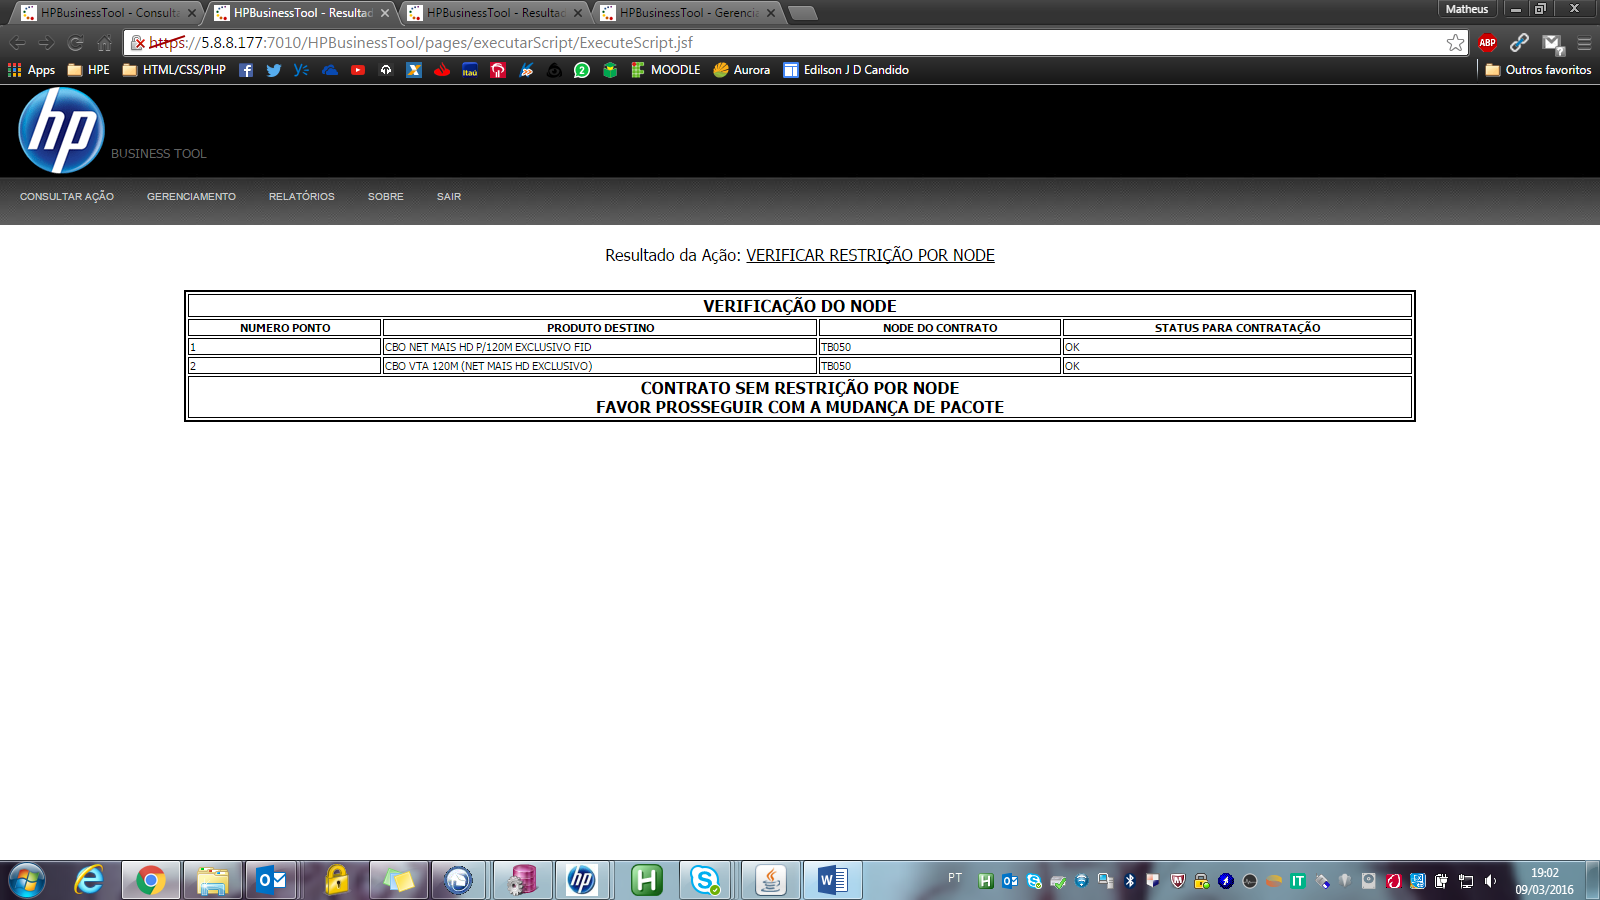 HPBusinessTool - Consulta
HPBusinessTool - Resultad
HPBusinessTool - Resultad
HPBusinessTool - Gerencia
Matheus
https://5.8.8.177:7010/HPBusinessTool/pages/executarScript/ExecuteScript.jsf
ABP
Apps HPE HTML/CSS/PHP Itaú 2 MOODLE Aurora Edilson J D Candido Outros favoritos
hp BUSINESS TOOL
CONSULTAR AÇÃO GERENCIAMENTO RELATÓRIOS SOBRE SAIR
Resultado da Ação: VERIFICAR RESTRIÇÃO POR NODE
VERIFICAÇÃO DO NODE
NUMERO PONTO PRODUTO DESTINO NODE DO CONTRATO STATUS PARA CONTRATAÇÃO
1 CBO NET MAIS HD P/120M EXCLUSIVO FID TB050 OK
2 CBO VTA 120M (NET MAIS HD EXCLUSIVO) TB050 OK
CONTRATO SEM RESTRIÇÃO POR NODE
FAVOR PROSSEGUIR COM A MUDANÇA DE PACOTE
PT
19:02
09/03/2016